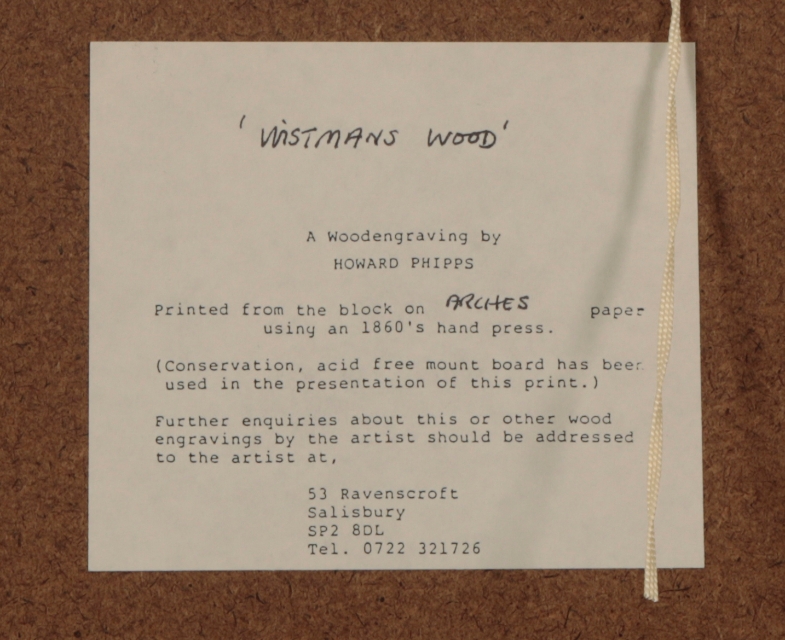 'WISTMANS WOOD'
A Woodengraving by
HOWARD PHIPPS
Printed from the block on ARCHES paper
using an 1860's hand press.
(Conservation, acid free mount board has been
used in the presentation of this print.)
Further enquiries about this or other wood
engravings by the artist should be addressed
to the artist at,
53 Ravenscroft
Salisbury
SP2 8DL
Tel. 0722 321726